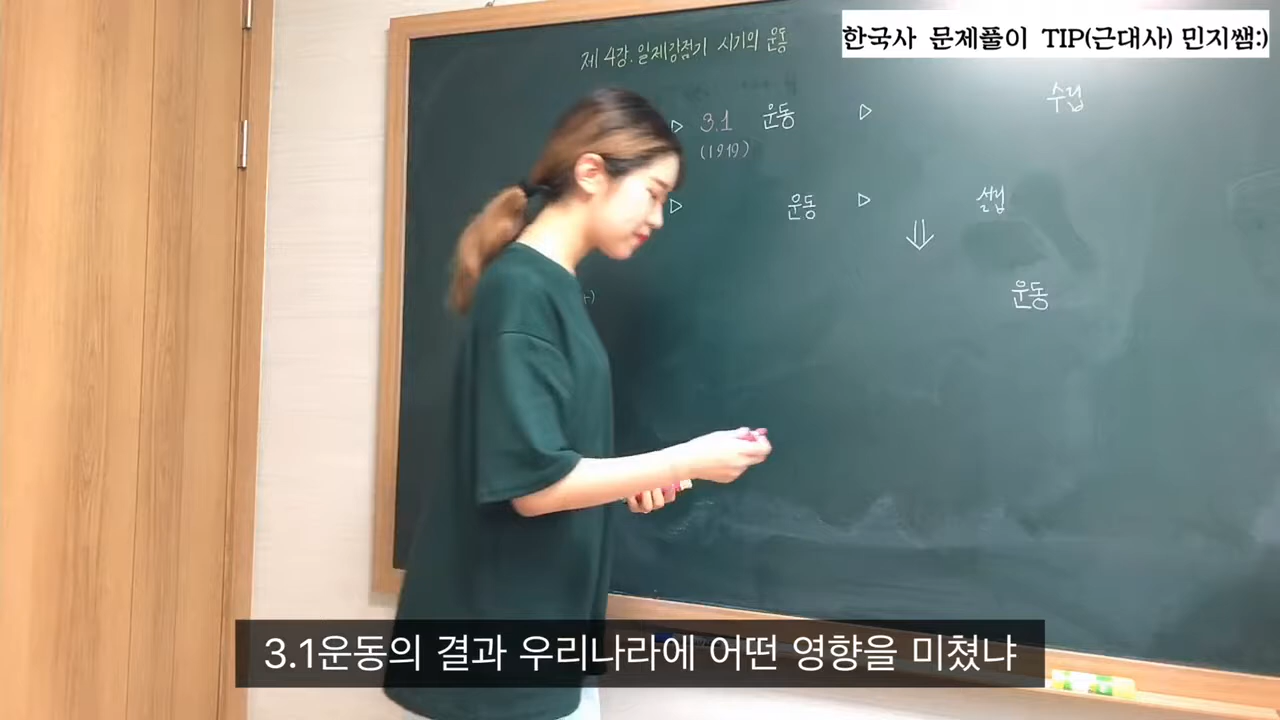 한국사 문제풀이 TIP(근대사) 민지쌤:)
제 4강. 일제강점기 시기의 운동
▷ 3.1 운동 ▷ 수립
(1919)
▷ 운동 ▷ 설립
⇓
운동
3.1운동의 결과 우리나라에 어떤 영향을 미쳤냐